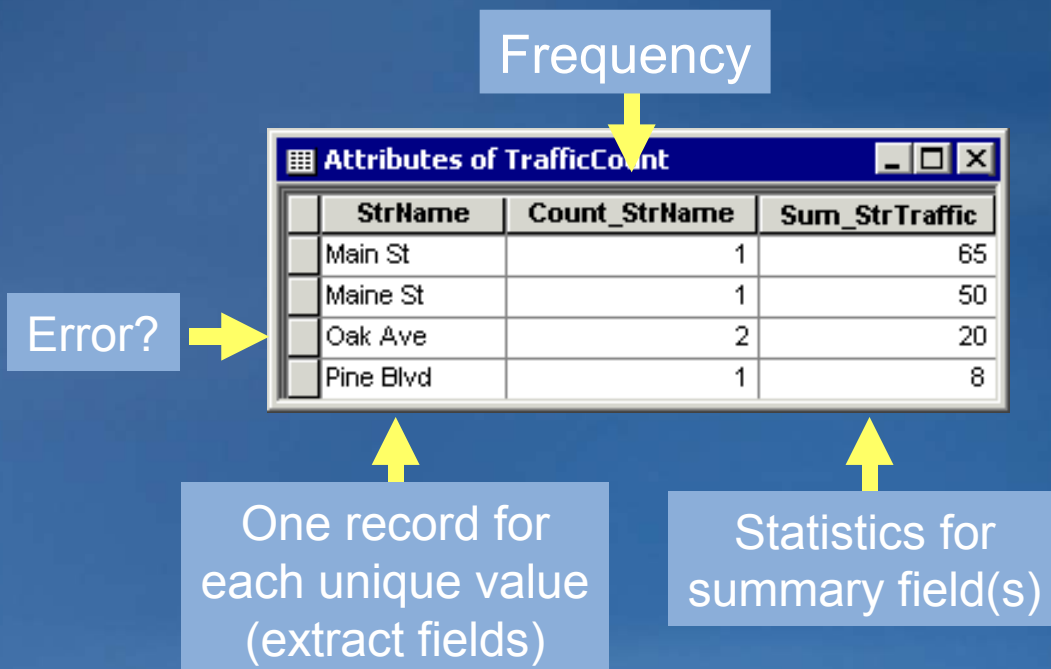 Frequency
Attributes of TrafficCount
StrName Count_StrName Sum_StrTraffic
Main St 1 65
Maine St 1 50
Error?
Oak Ave 2 20
Pine Blvd 1 8
One record for
each unique value
(extract fields)
Statistics for
summary field(s)